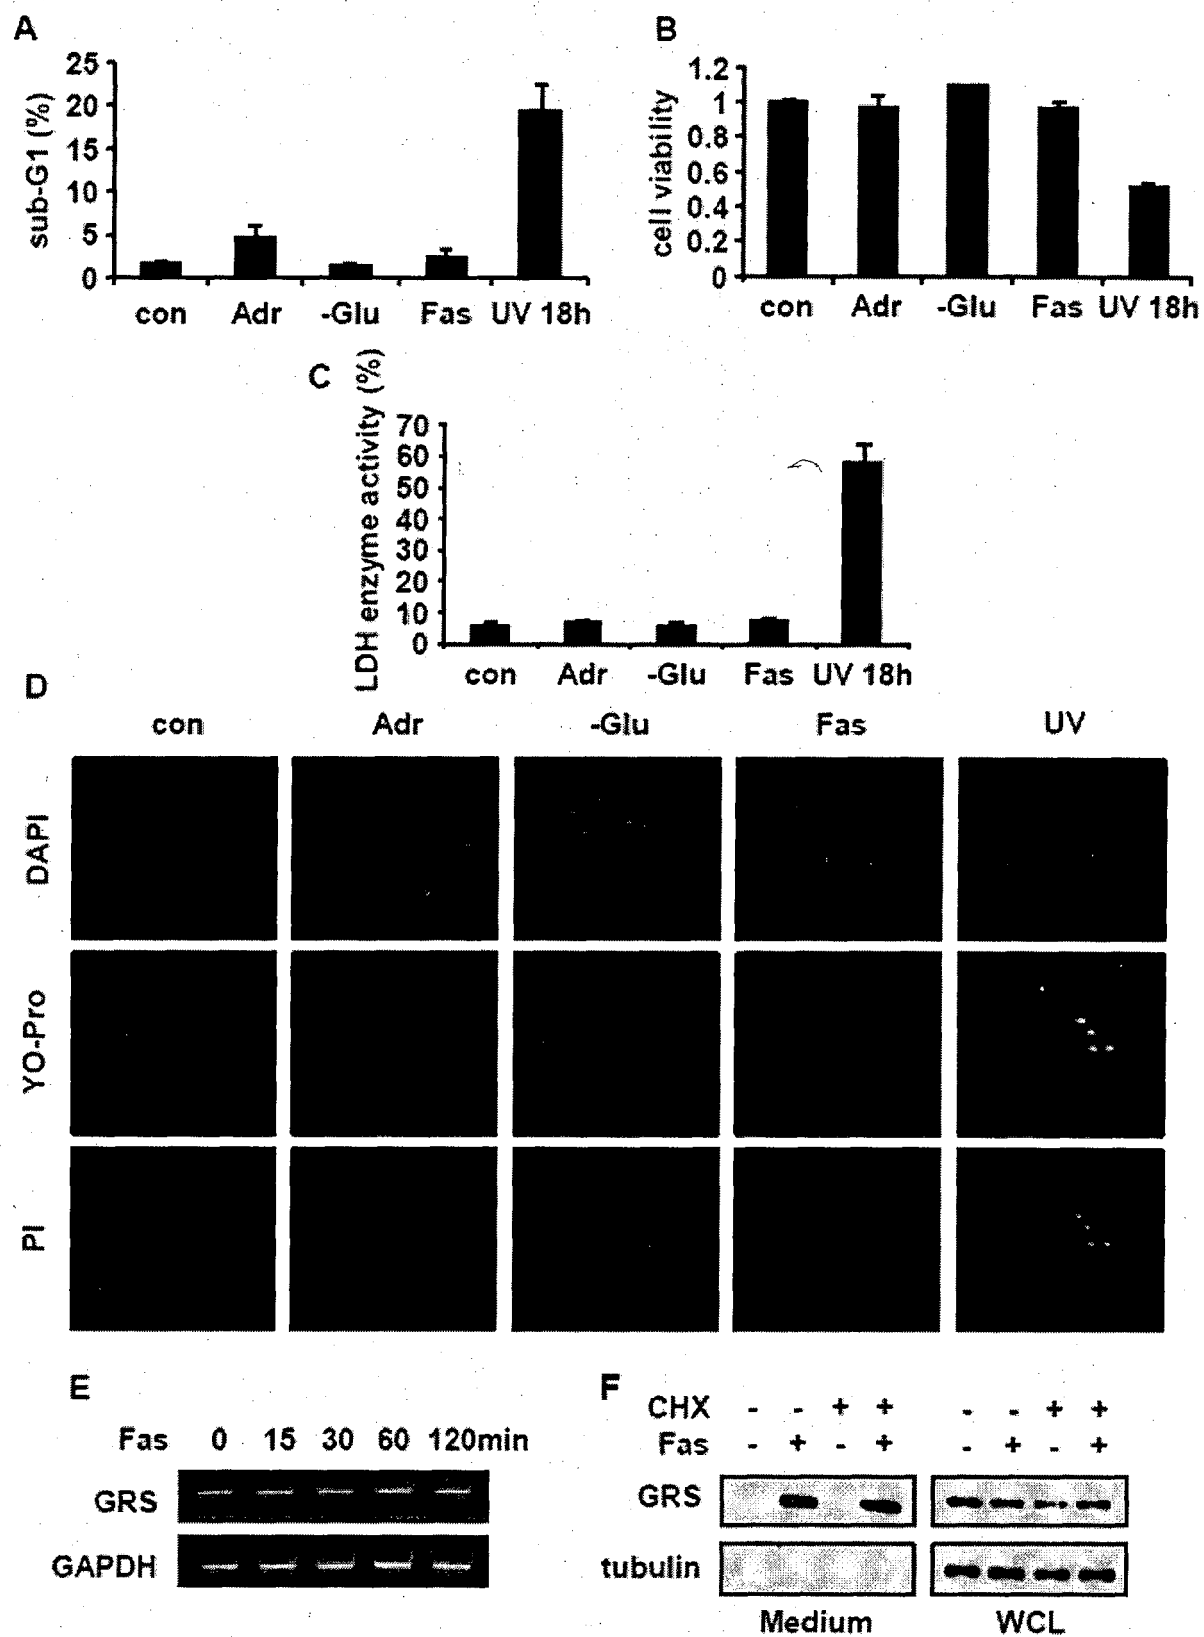 A
sub-G1 (%)
25
20
15
10
5
0
con Adr -Glu Fas UV 18h
B
cell viability
1.2
1
0.8
0.6
0.4
0.2
0
con Adr -Glu Fas UV 18h
C
LDH enzyme activity (%)
70
60
50
40
30
20
10
0
con Adr -Glu Fas UV 18h
D
con Adr -Glu Fas UV
DAPI
YO-Pro
PI
E
Fas 0 15 30 60 120min
GRS
GAPDH
F
CHX - - + + - - + +
Fas - + - + - + - +
GRS
tubulin
Medium WCL